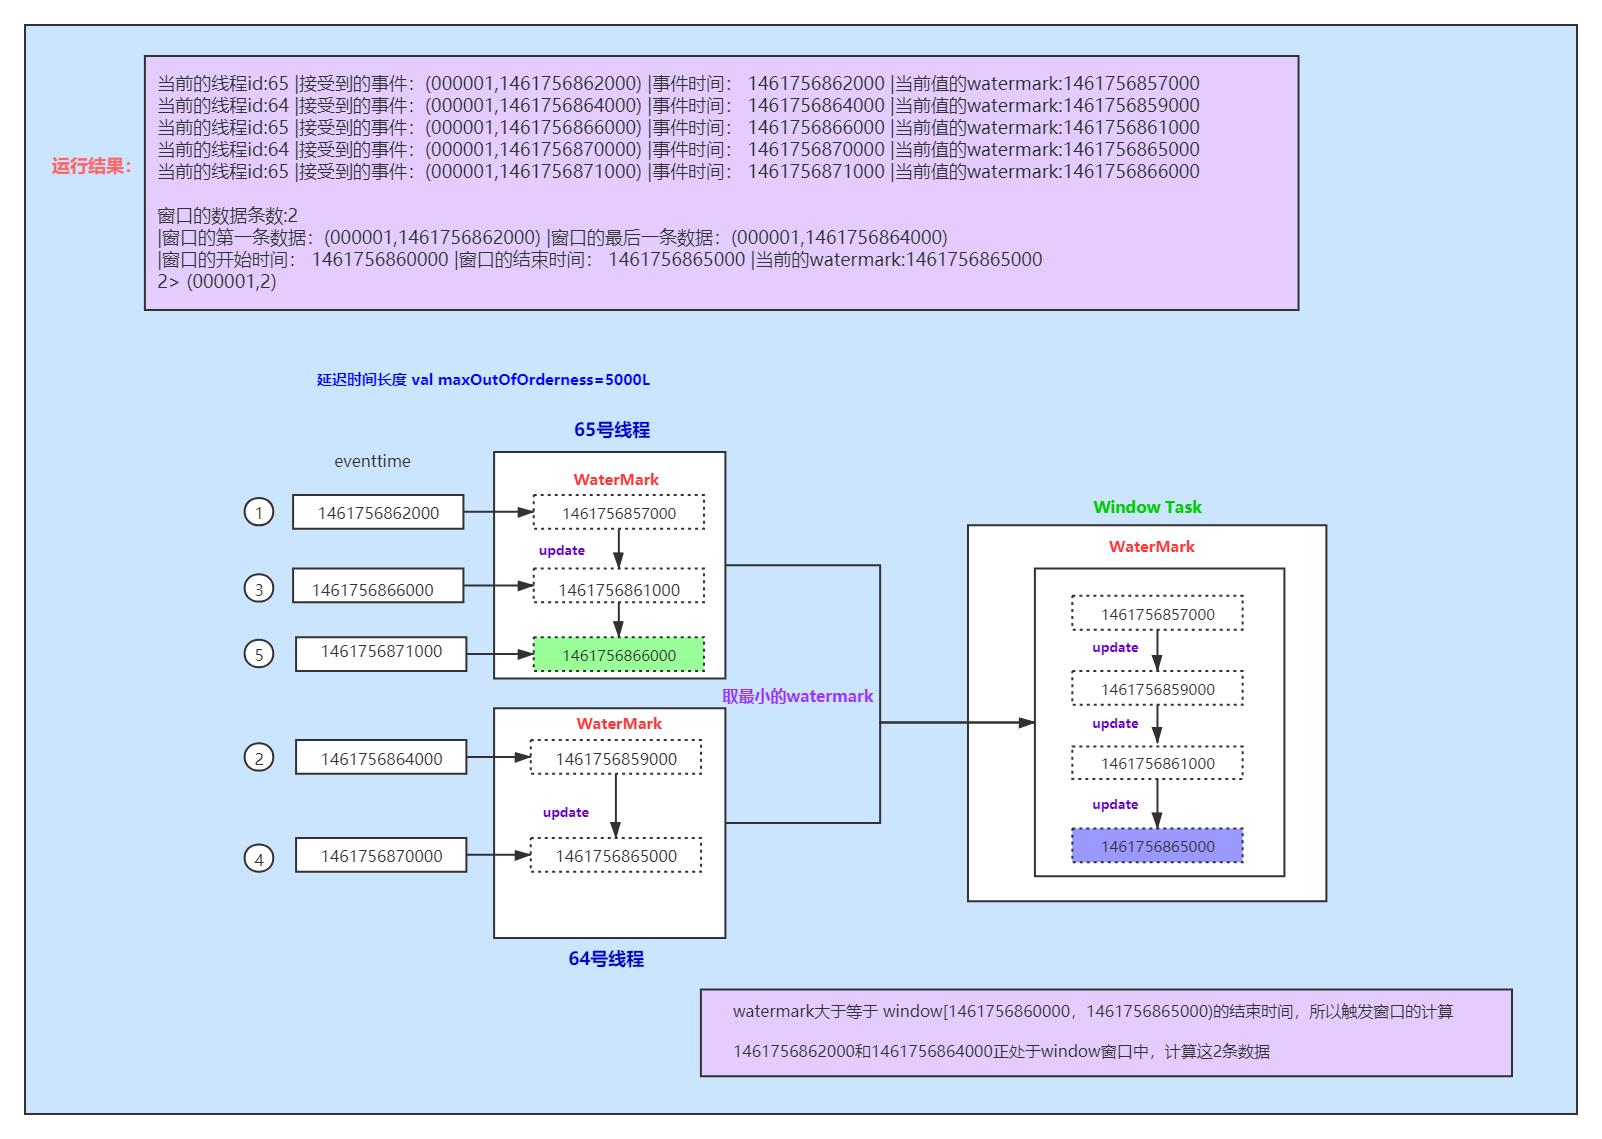 当前的线程id:65 |接受到的事件：(000001,1461756862000) |事件时间： 1461756862000 |当前值的watermark:1461756857000
当前的线程id:64 |接受到的事件：(000001,1461756864000) |事件时间： 1461756864000 |当前值的watermark:1461756859000
当前的线程id:65 |接受到的事件：(000001,1461756866000) |事件时间： 1461756866000 |当前值的watermark:1461756861000
当前的线程id:64 |接受到的事件：(000001,1461756870000) |事件时间： 1461756870000 |当前值的watermark:1461756865000
运行结果：
当前的线程id:65 |接受到的事件：(000001,1461756871000) |事件时间： 1461756871000 |当前值的watermark:1461756866000
窗口的数据条数:2
|窗口的第一条数据：(000001,1461756862000) |窗口的最后一条数据：(000001,1461756864000)
|窗口的开始时间： 1461756860000 |窗口的结束时间： 1461756865000 |当前的watermark:1461756865000
2> (000001,2)
延迟时间长度 val maxOutOfOrderness=5000L
65号线程
eventtime
WaterMark
1
1461756862000
1461756857000
update
3
1461756866000
1461756861000
5
1461756871000
1461756866000
取最小的watermark
WaterMark
2
1461756864000
1461756859000
update
4
1461756870000
1461756865000
64号线程
Window Task
WaterMark
1461756857000
update
1461756859000
update
1461756861000
update
1461756865000
watermark大于等于 window[1461756860000，1461756865000)的结束时间，所以触发窗口的计算
1461756862000和1461756864000正处于window窗口中，计算这2条数据